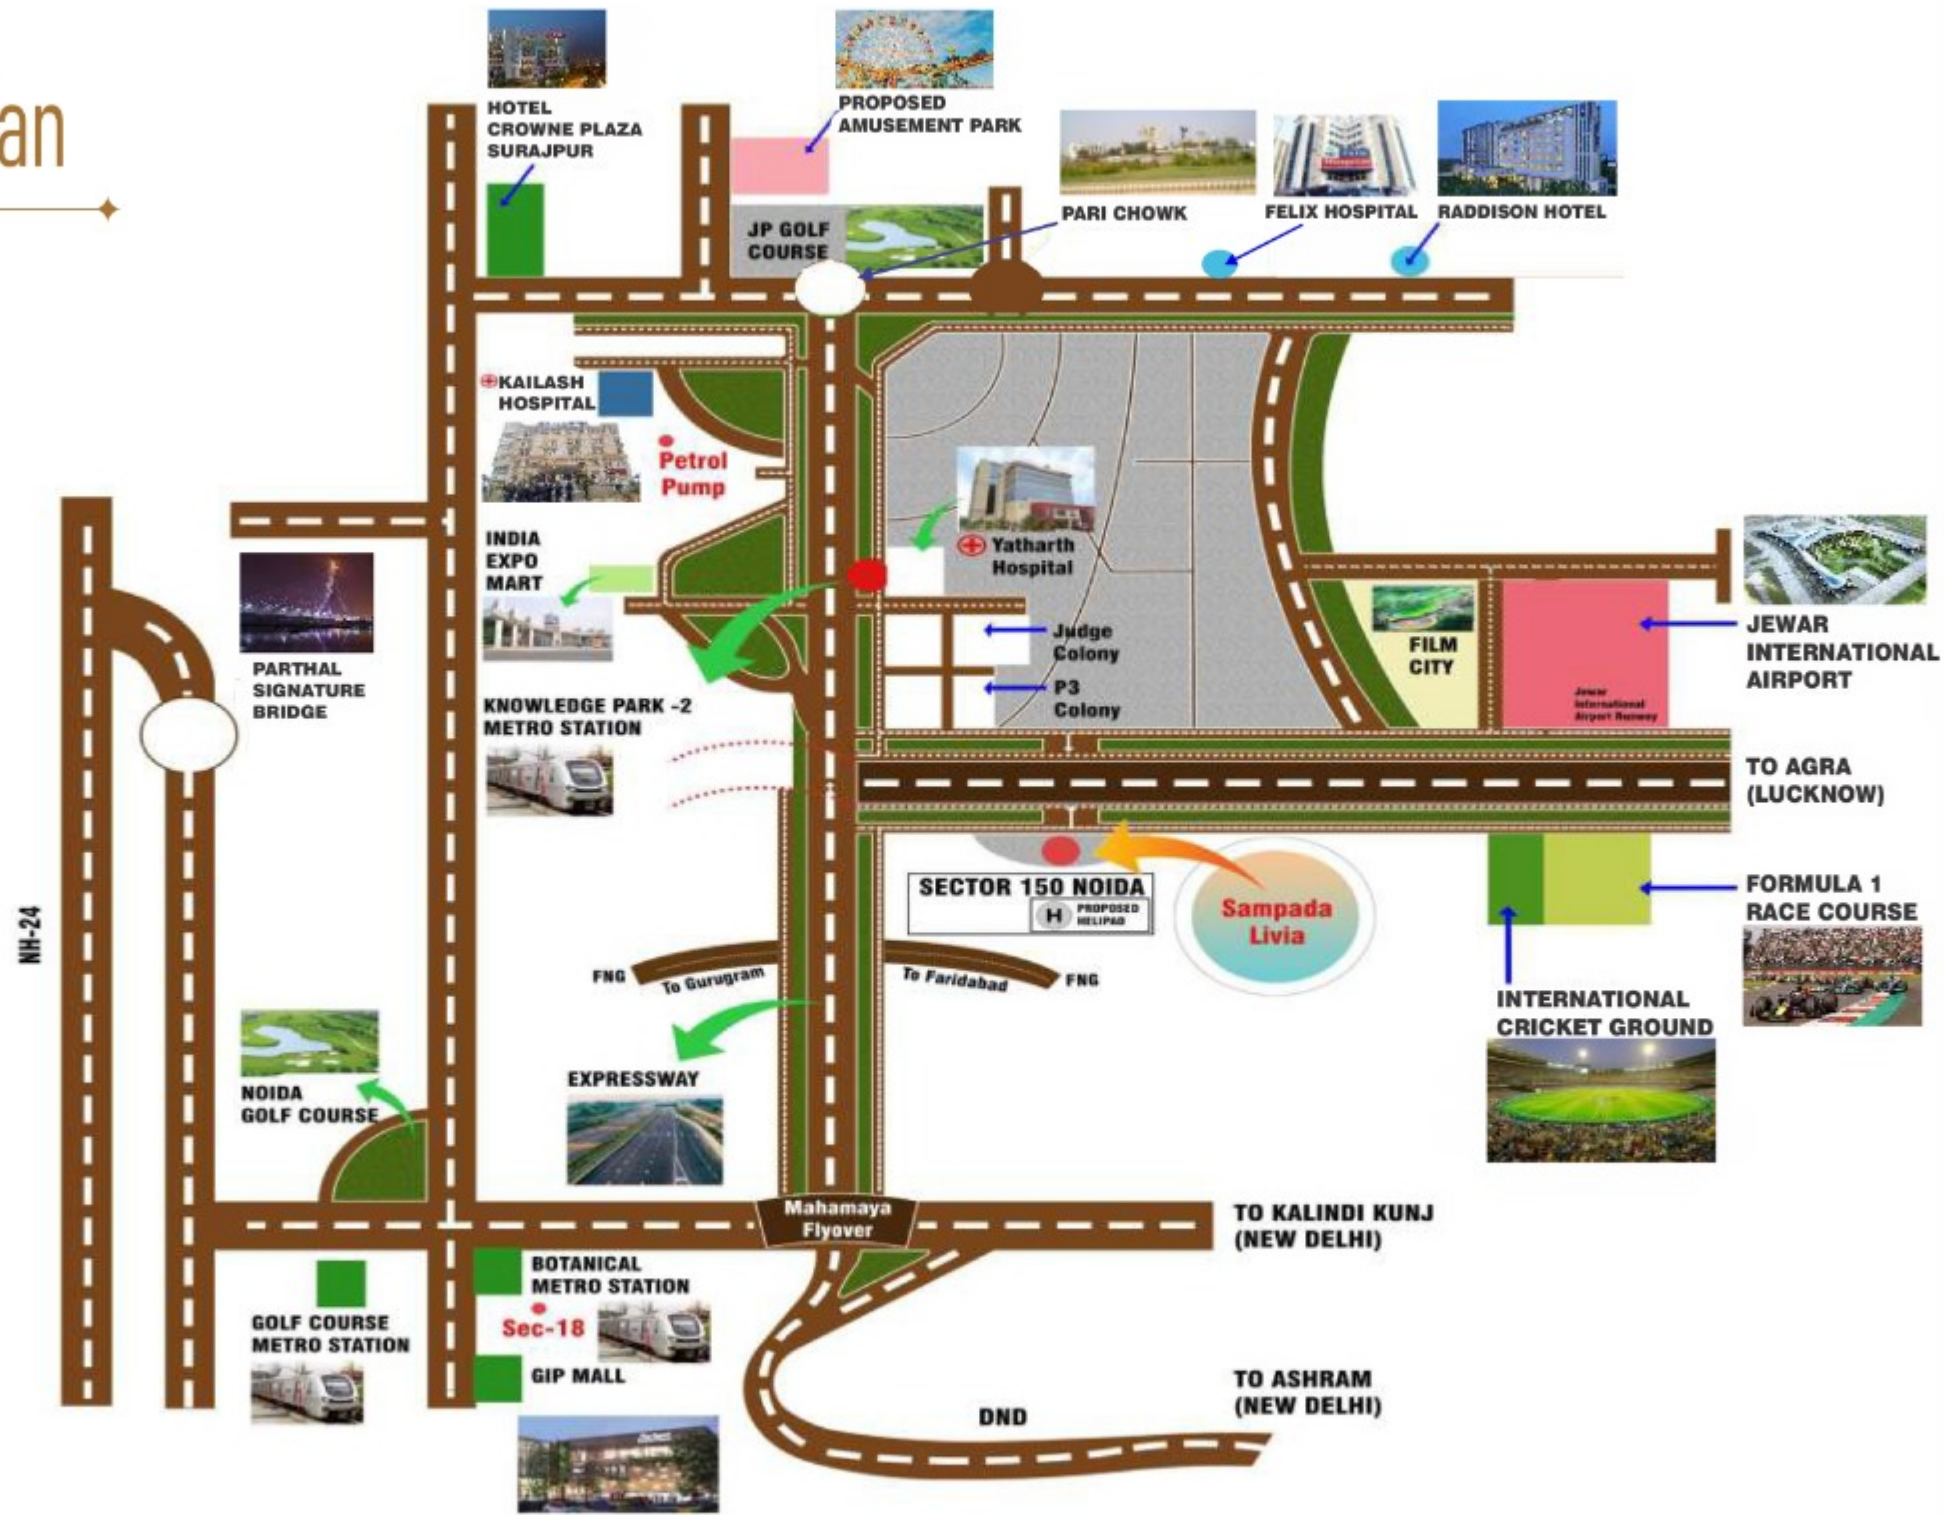 an
HOTEL
CROWNE PLAZA
SURAJPUR
PROPOSED
AMUSEMENT PARK
JP GOLF
COURSE
PARI CHOWK
FELIX HOSPITAL
RADDISON HOTEL
KAILASH
HOSPITAL
Petrol
Pump
INDIA
EXPO
MART
Yatharth
Hospital
Judge
Colony
P3
Colony
FILM
CITY
Jewar
International
Airport Runway
JEWAR
INTERNATIONAL
AIRPORT
PARTHAL
SIGNATURE
BRIDGE
KNOWLEDGE PARK -2
METRO STATION
TO AGRA
(LUCKNOW)
SECTOR 150 NOIDA
H
PROPOSED
HELIPAD
Sampada
Livia
FORMULA 1
RACE COURSE
INTERNATIONAL
CRICKET GROUND
NH-24
FNG
To Gurugram
To Faridabad
FNG
EXPRESSWAY
NOIDA
GOLF COURSE
Mahamaya
Flyover
TO KALINDI KUNJ
(NEW DELHI)
BOTANICAL
METRO STATION
Sec-18
GIP MALL
GOLF COURSE
METRO STATION
DND
TO ASHRAM
(NEW DELHI)